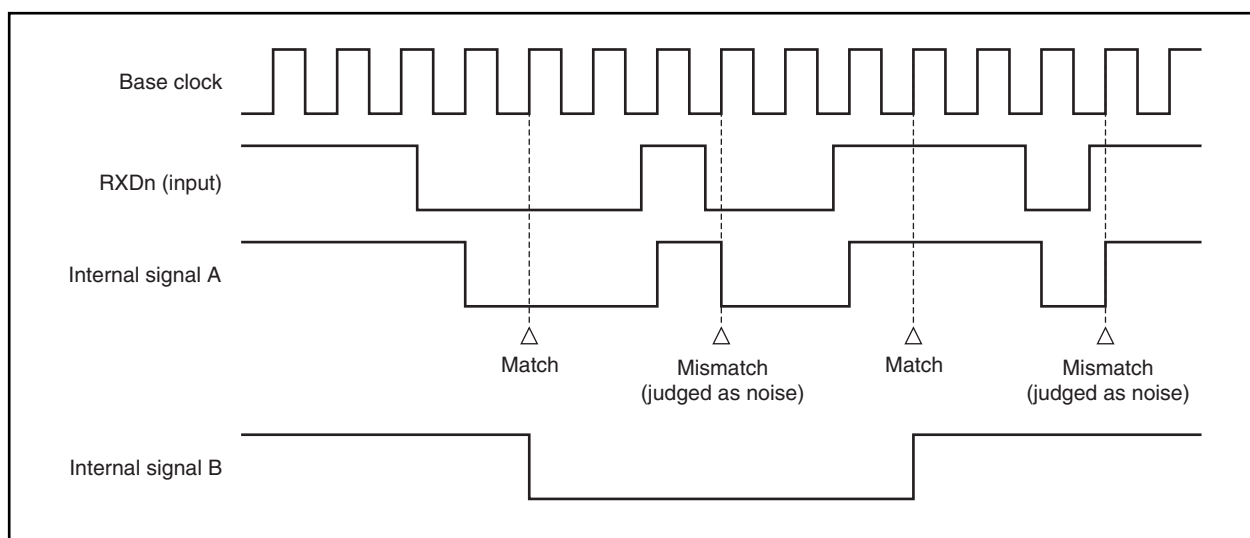 Base clock
RXDn (input)
Internal signal A
Match
Mismatch
(judged as noise)
Match
Mismatch
(judged as noise)
Internal signal B